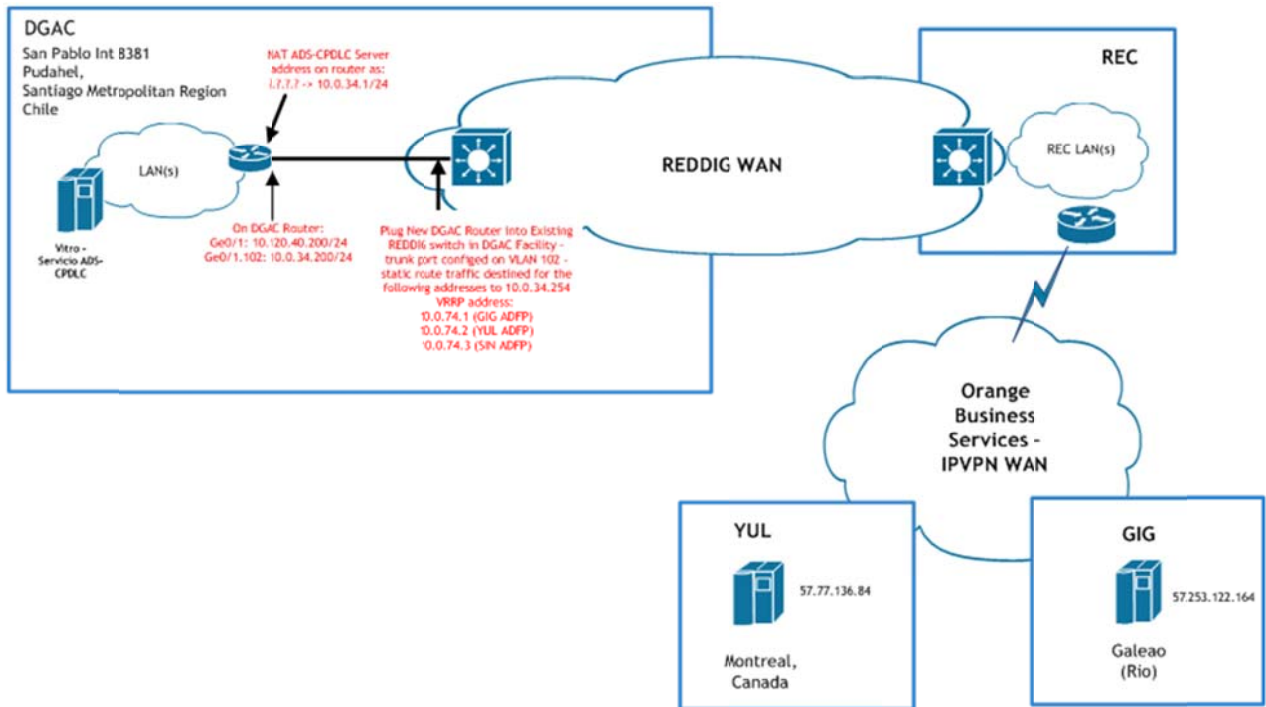 DGAC
San Pablo Int 8381
Pudahel,
Santiago Metropolitan Region
Chile
NAT ADS-CPDLC Server
address on router as:
?.?.?.? -> 10.0.34.1/24
LAN(s)
Vitro -
Servicio ADS-
CPDLC
On DGAC Router:
Ge0/1: 10.120.40.200/24
Ge0/1.102: 10.0.34.200/24
Plug New DGAC Router into Existing
REDDIG switch in DGAC Facility -
trunk port configed on VLAN 102 -
static route traffic destined for the
following addresses to 10.0.34.254
VRRP address:
10.0.74.1 (GIG ADFP)
10.0.74.2 (YUL ADFP)
10.0.74.3 (SIN ADFP)
REDDIG WAN
REC
REC LAN(s)
Orange
Business
Services -
IPVPN WAN
YUL
57.77.136.84
Montreal,
Canada
GIG
57.253.122.164
Galeao
(Rio)